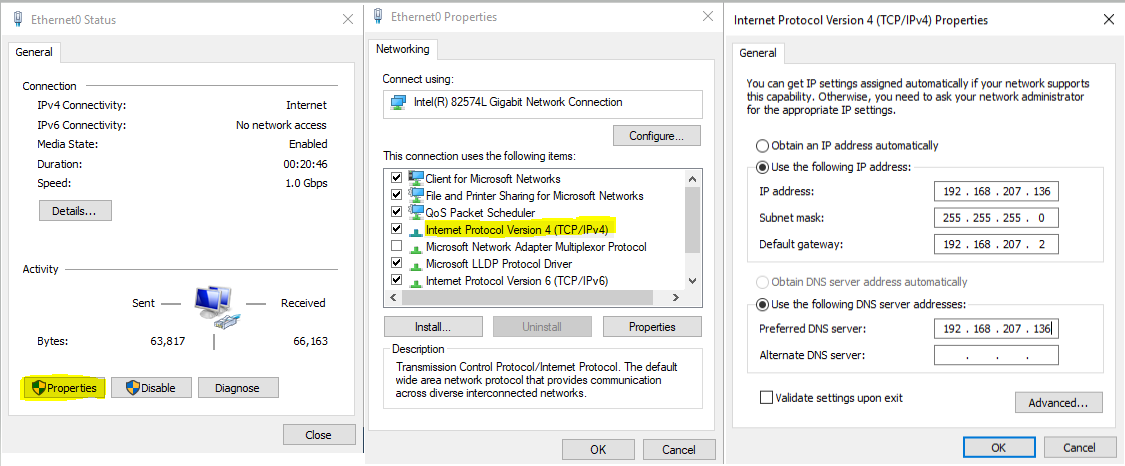 Ethernet0 Status
General
Connection
IPv4 Connectivity: Internet
IPv6 Connectivity: No network access
Media State: Enabled
Duration: 00:20:46
Speed: 1.0 Gbps
Details...
Activity
Sent Received
Bytes: 63,817 66,163
Properties Disable Diagnose
Close
Ethernet0 Properties
Networking
Connect using:
Intel(R) 82574L Gigabit Network Connection
Configure...
This connection uses the following items:
Client for Microsoft Networks
File and Printer Sharing for Microsoft Networks
QoS Packet Scheduler
Internet Protocol Version 4 (TCP/IPv4)
Microsoft Network Adapter Multiplexor Protocol
Microsoft LLDP Protocol Driver
Internet Protocol Version 6 (TCP/IPv6)
Install... Uninstall Properties
Description
Transmission Control Protocol/Internet Protocol. The default
wide area network protocol that provides communication
across diverse interconnected networks.
OK Cancel
Internet Protocol Version 4 (TCP/IPv4) Properties
General
You can get IP settings assigned automatically if your network supports
this capability. Otherwise, you need to ask your network administrator
for the appropriate IP settings.
Obtain an IP address automatically
Use the following IP address:
IP address: 192 . 168 . 207 . 136
Subnet mask: 255 . 255 . 255 . 0
Default gateway: 192 . 168 . 207 . 2
Obtain DNS server address automatically
Use the following DNS server addresses:
Preferred DNS server: 192 . 168 . 207 . 136
Alternate DNS server: . . .
Validate settings upon exit
Advanced...
OK Cancel